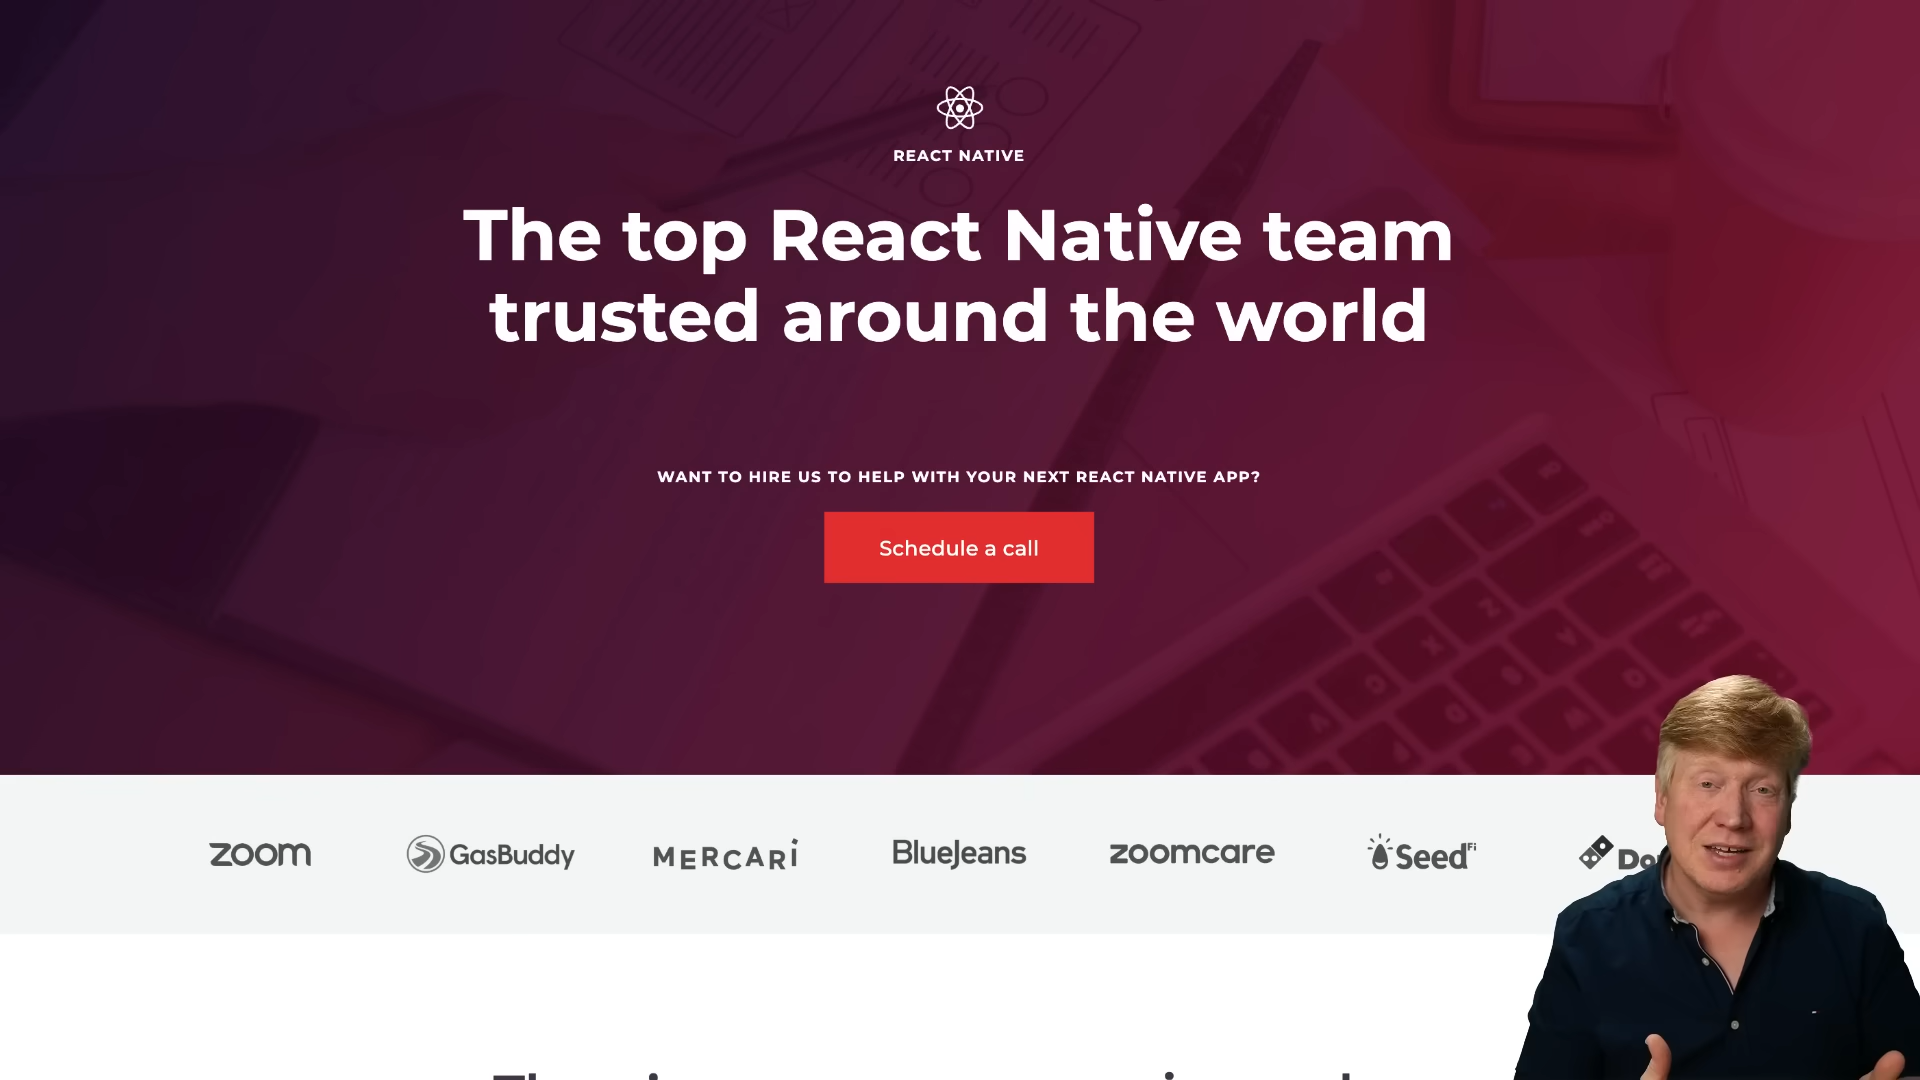 REACT NATIVE
The top React Native team
trusted around the world
WANT TO HIRE US TO HELP WITH YOUR NEXT REACT NATIVE APP?
Schedule a call
zoom GasBuddy MERCARI BlueJeans zoomcare SeedFi